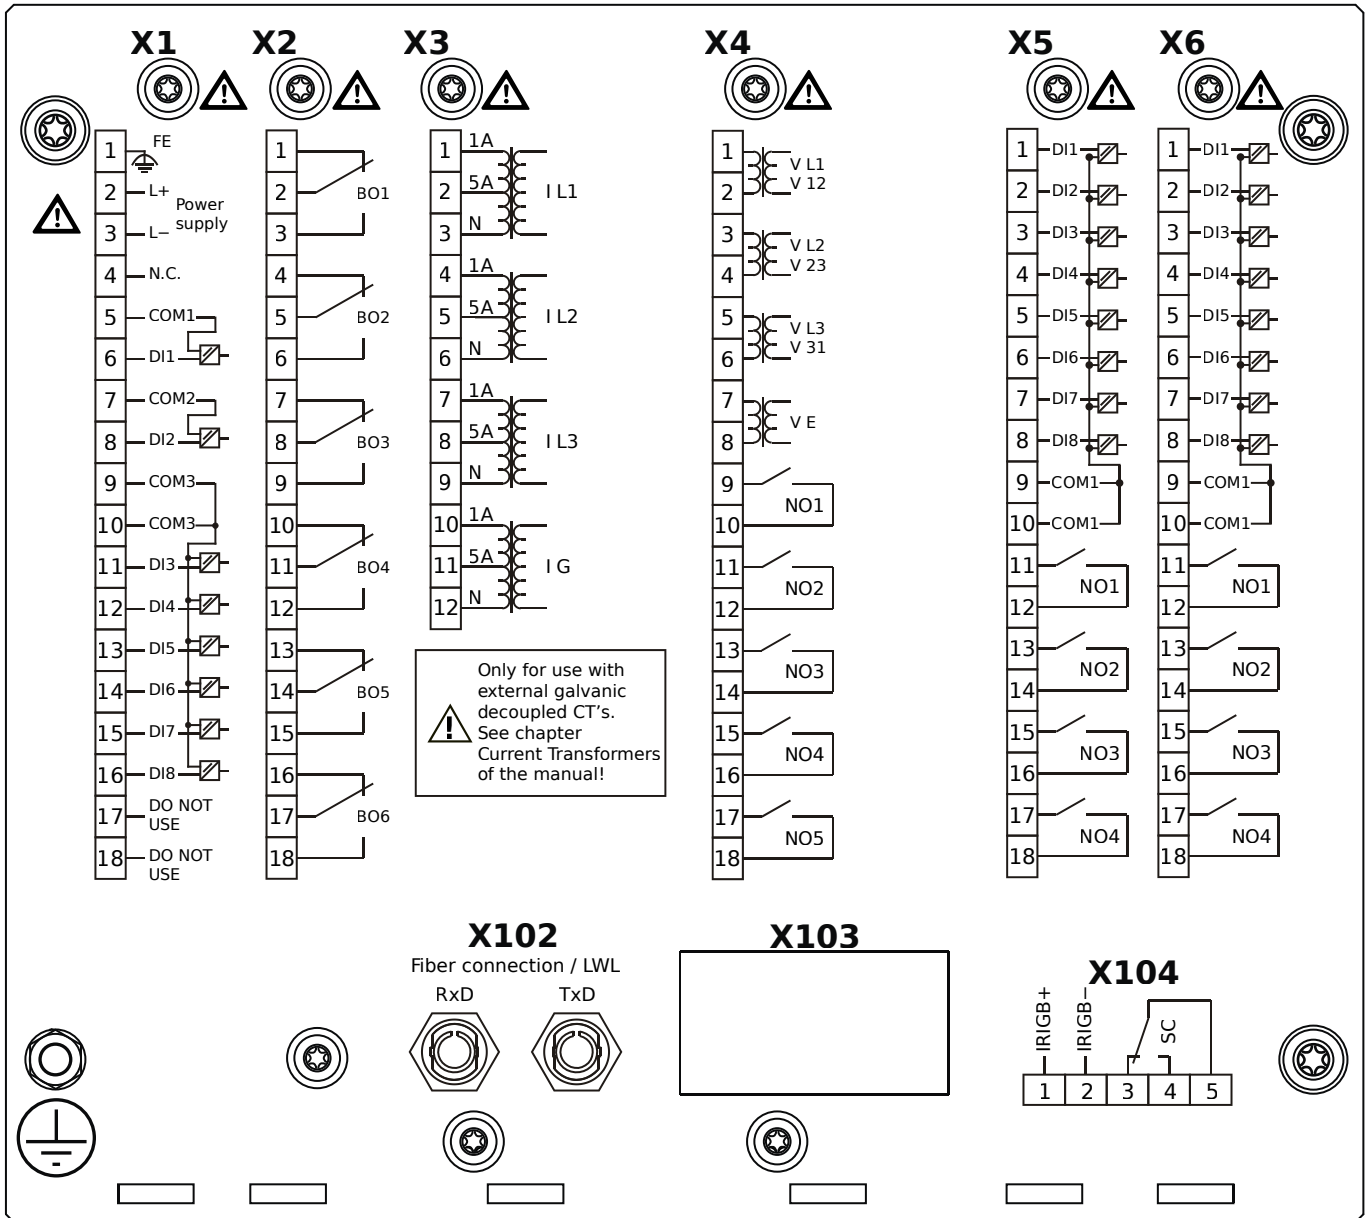 X1
1
FE
2
L+
Power
supply
3
L−
4
N.C.
5
COM1
6
DI1
7
COM2
8
DI2
9
COM3
10
COM3
11
DI3
12
DI4
13
DI5
14
DI6
15
DI7
16
DI8
17
DO NOT
USE
18
DO NOT
USE
X2
1
2
BO1
3
4
5
BO2
6
7
8
BO3
9
10
11
BO4
12
13
14
BO5
15
16
17
BO6
18
X3
1
1A
2
5A
I L1
3
N
4
1A
5
5A
I L2
6
N
7
1A
8
5A
I L3
9
N
10
1A
11
5A
I G
12
N
Only for use with
external galvanic
decoupled CT's.
See chapter
Current Transformers
of the manual!
X4
1
V L1
V 12
2
3
V L2
V 23
4
5
V L3
V 31
6
7
V E
8
9
NO1
10
11
NO2
12
13
NO3
14
15
NO4
16
17
NO5
18
X5
1
DI1
2
DI2
3
DI3
4
DI4
5
DI5
6
DI6
7
DI7
8
DI8
9
COM1
10
COM1
11
NO1
12
13
NO2
14
15
NO3
16
17
NO4
18
X6
1
DI1
2
DI2
3
DI3
4
DI4
5
DI5
6
DI6
7
DI7
8
DI8
9
COM1
10
COM1
11
NO1
12
13
NO2
14
15
NO3
16
17
NO4
18
X102
Fiber connection / LWL
RxD TxD
X103
X104
IRIGB+
IRIGB−
SC
1 2 3 4 5